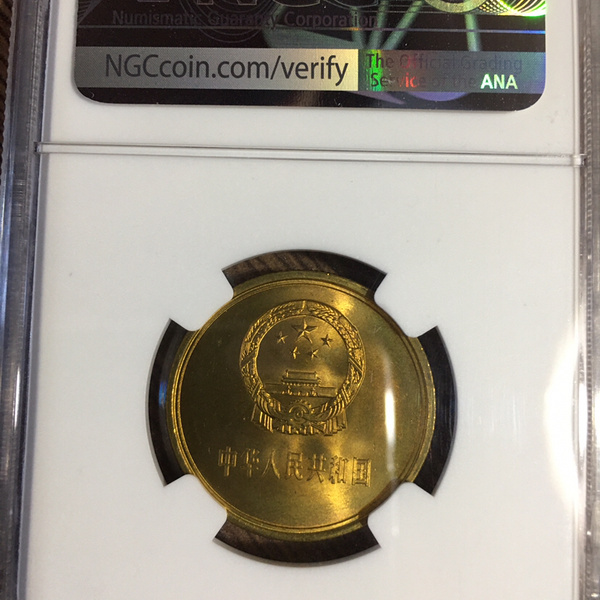 Numismatic Guaranty Corporation
NGCcoin.com/verify
The Official Grading
Service of the ANA
中华人民共和国